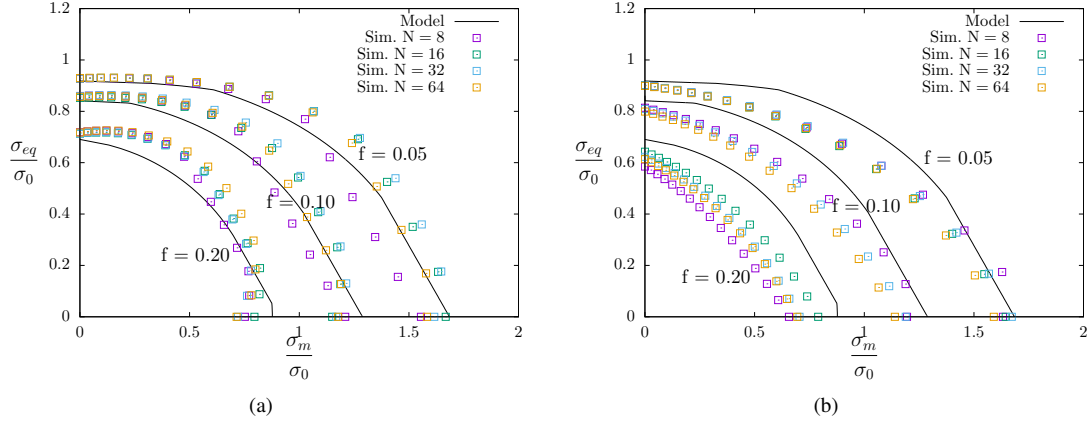 1.2
1
0.8
0.6
0.4
0.2
0
σeq
σ0
Model
Sim. N = 8
Sim. N = 16
Sim. N = 32
Sim. N = 64
f = 0.05
f = 0.10
f = 0.20
0 0.5 1 1.5 2
σm
σ0
(a)
1.2
1
0.8
0.6
0.4
0.2
0
σeq
σ0
Model
Sim. N = 8
Sim. N = 16
Sim. N = 32
Sim. N = 64
f = 0.05
f = 0.10
f = 0.20
0 0.5 1 1.5 2
σm
σ0
(b)